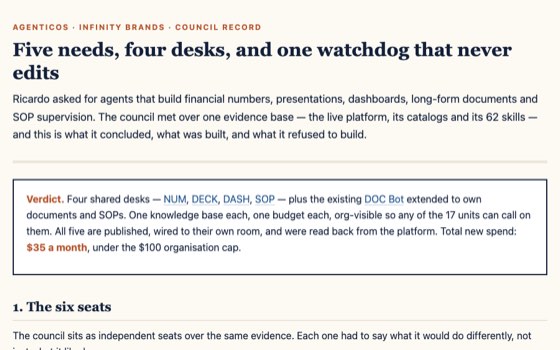 AGENTICOS · INFINITY BRANDS · COUNCIL RECORD
Five needs, four desks, and one watchdog that never
edits
Ricardo asked for agents that build financial numbers, presentations, dashboards, long-form documents and
SOP supervision. The council met over one evidence base — the live platform, its catalogs and its 62 skills —
and this is what it concluded, what was built, and what it refused to build.
Verdict. Four shared desks — NUM, DECK, DASH, SOP — plus the existing DOC Bot extended to own
documents and SOPs. One knowledge base each, one budget each, org-visible so any of the 17 units can call on
them. All five are published, wired to their own room, and were read back from the platform. Total new spend:
$35 a month, under the $100 organisation cap.
1. The six seats
The council sits as independent seats over the same evidence. Each one had to say what it would do differently, not